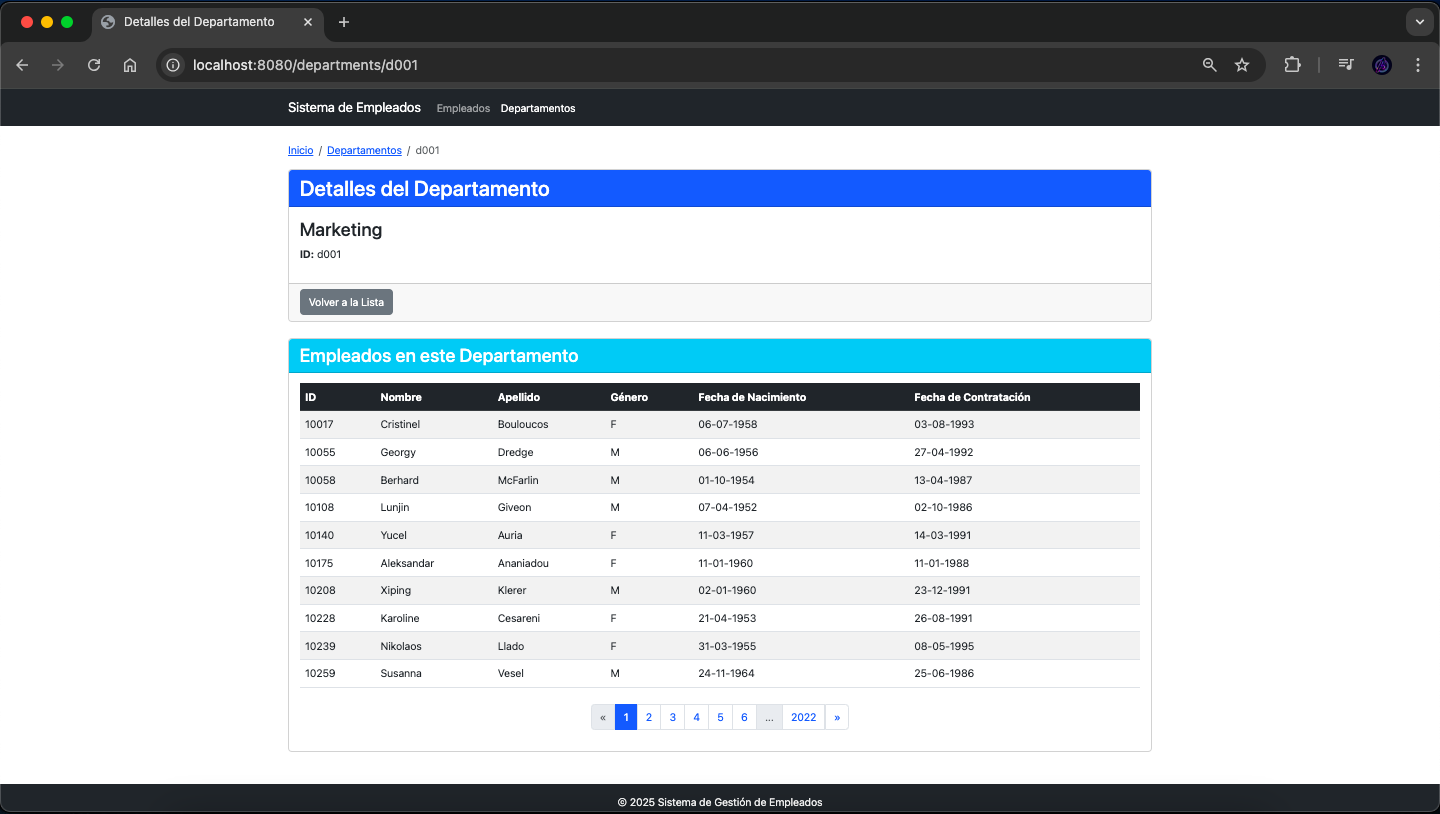 Detalles del Departamento
localhost:8080/departments/d001
Sistema de Empleados Empleados Departamentos
Inicio / Departamentos / d001
Detalles del Departamento
Marketing
ID: d001
Volver a la Lista
Empleados en este Departamento
ID Nombre Apellido Género Fecha de Nacimiento Fecha de Contratación
10017 Cristinel Bouloucos F 06-07-1958 03-08-1993
10055 Georgy Dredge M 06-06-1956 27-04-1992
10058 Berhard McFarlin M 01-10-1954 13-04-1987
10108 Lunjin Giveon M 07-04-1952 02-10-1986
10140 Yucel Auria F 11-03-1957 14-03-1991
10175 Aleksandar Ananiadou F 11-01-1960 11-01-1988
10208 Xiping Klerer M 02-01-1960 23-12-1991
10228 Karoline Cesareni F 21-04-1953 26-08-1991
10239 Nikolaos Llado F 31-03-1955 08-05-1995
10259 Susanna Vesel M 24-11-1964 25-06-1986
« 1 2 3 4 5 6 ... 2022 »
© 2025 Sistema de Gestión de Empleados